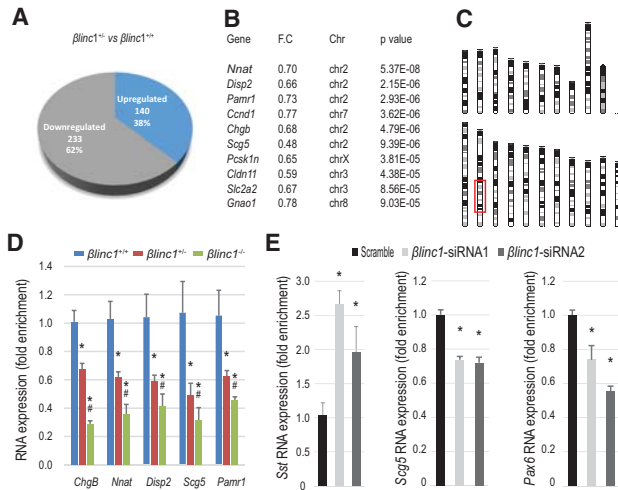 A
βlinc1+/- vs βlinc1+/+
Upregulated
140
38%
Downregulated
233
62%
B
Gene F.C Chr p value
Nnat 0.70 chr2 5.37E-08
Disp2 0.66 chr2 2.15E-06
Pamr1 0.73 chr2 2.93E-06
Ccnd1 0.77 chr7 3.62E-06
Chgb 0.68 chr2 4.79E-06
Scg5 0.48 chr2 9.39E-06
Pcsk1n 0.65 chrX 3.81E-05
Cldn11 0.59 chr3 4.38E-05
Slc2a2 0.67 chr3 8.56E-05
Gnao1 0.78 chr8 9.03E-05
C
D
βlinc1+/+ βlinc1+/- βlinc1-/-
RNA expression (fold enrichment)
1.4
1.2
1.0
0.8
0.6
0.4
0.2
0.0
* * * * *
* * * * *
# # # # #
ChgB Nnat Disp2 Scg5 Pamr1
E
Scramble βlinc1-siRNA1 βlinc1-siRNA2
Sst RNA expression (fold enrichment)
3.0
2.5
2.0
1.5
1.0
0.5
0.0
* *
Scg5 RNA expression (fold enrichment)
1.2
1.0
0.8
0.6
0.4
0.2
0
* *
Pax6 RNA expression (fold enrichment)
1.2
1.0
0.8
0.6
0.4
0.2
0
* *